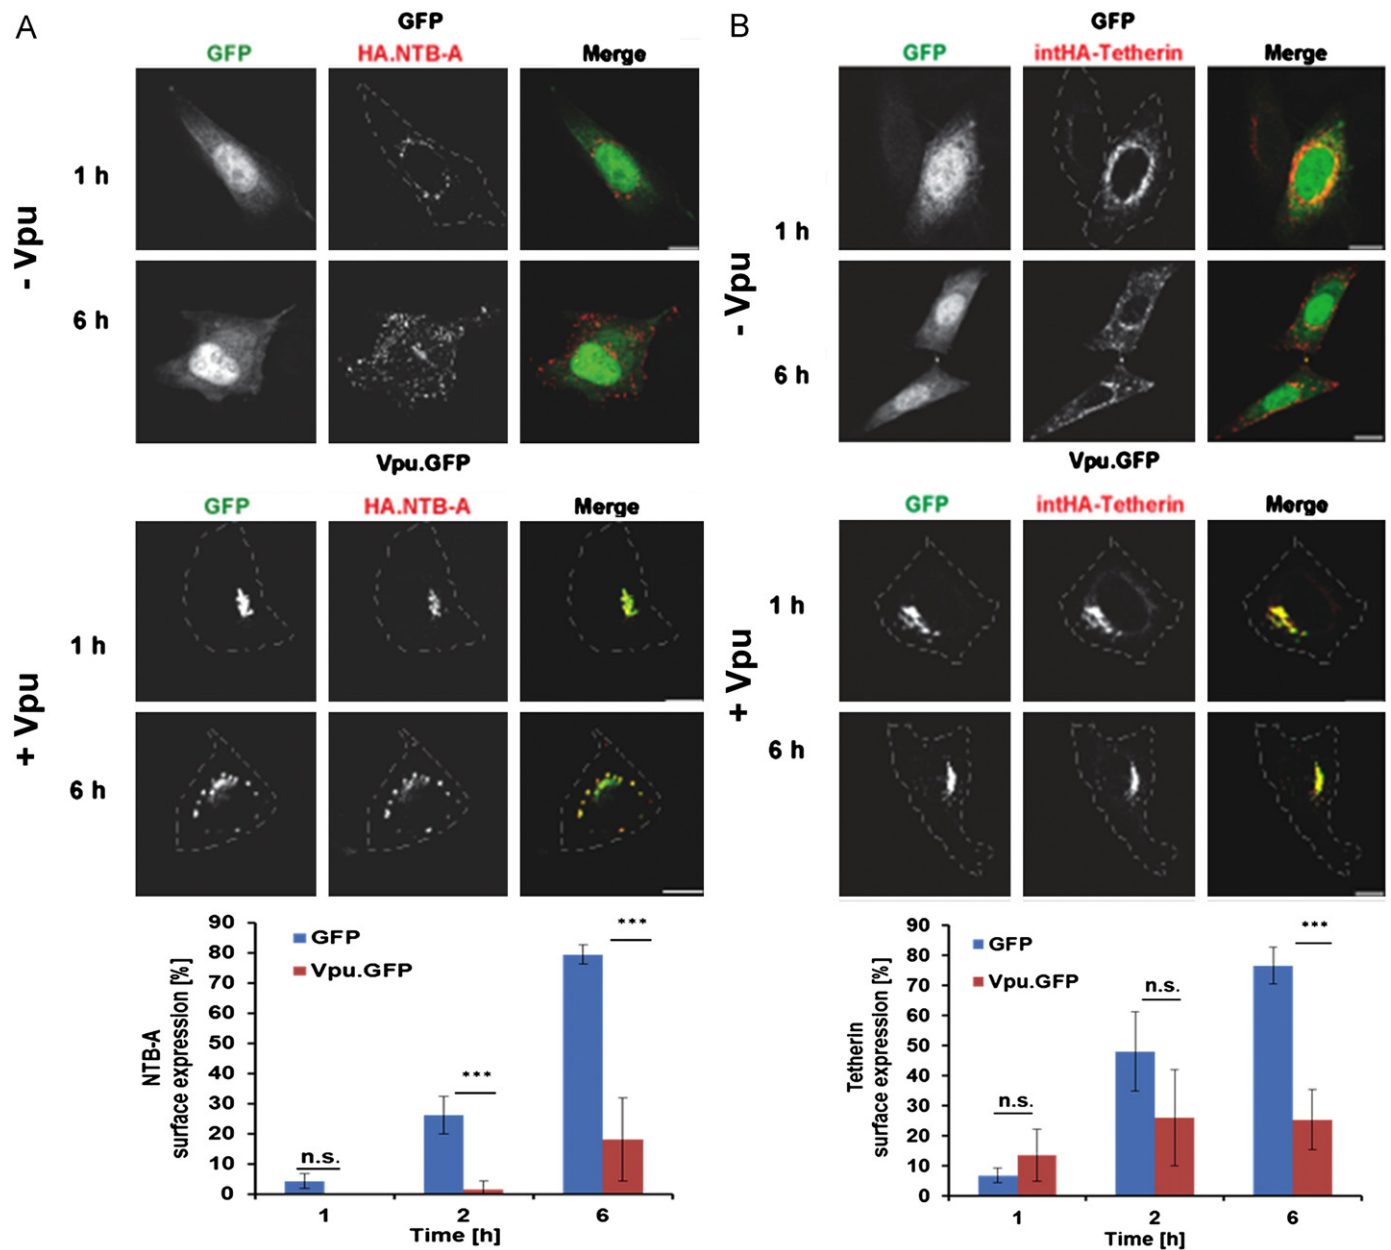 A
GFP
GFP
HA.NTB-A
Merge
- Vpu
1 h
6 h
Vpu.GFP
GFP
HA.NTB-A
Merge
+ Vpu
1 h
6 h
NTB-A
surface expression [%]
90
80
70
60
50
40
30
20
10
0
GFP
Vpu.GFP
n.s.
***
***
1
2
6
Time [h]
B
GFP
GFP
intHA-Tetherin
Merge
- Vpu
1 h
6 h
Vpu.GFP
GFP
intHA-Tetherin
Merge
+ Vpu
1 h
6 h
Tetherin
surface expression [%]
90
80
70
60
50
40
30
20
10
0
GFP
Vpu.GFP
n.s.
n.s.
***
1
2
6
Time [h]